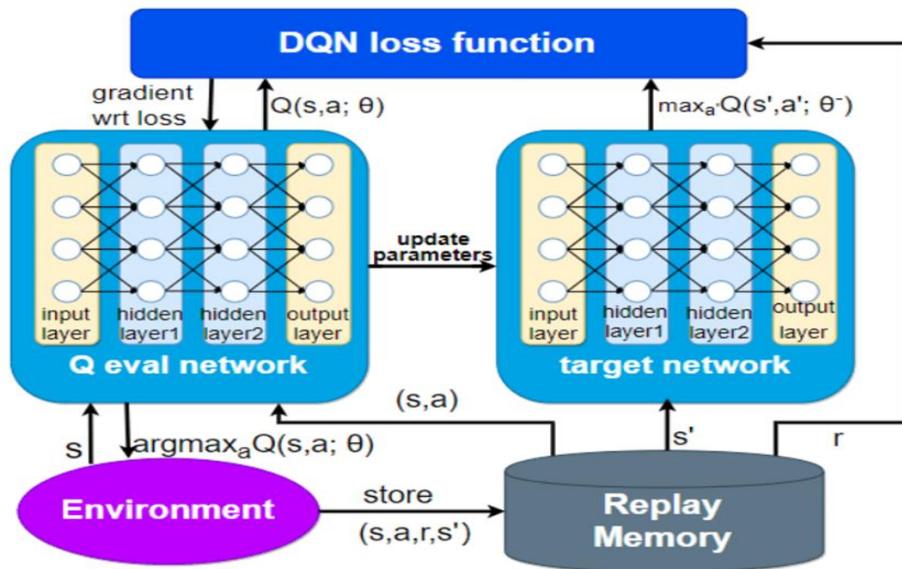 DQN loss function
gradient
wrt loss
Q(s,a; θ)
maxₐ'Q(s',a'; θ⁻)
input
layer
hidden
layer1
hidden
layer2
output
layer
Q eval network
update
parameters
input
layer
hidden
layer1
hidden
layer2
output
layer
target network
s
argmaxₐQ(s,a; θ)
(s,a)
s'
r
Environment
store
(s,a,r,s')
Replay
Memory